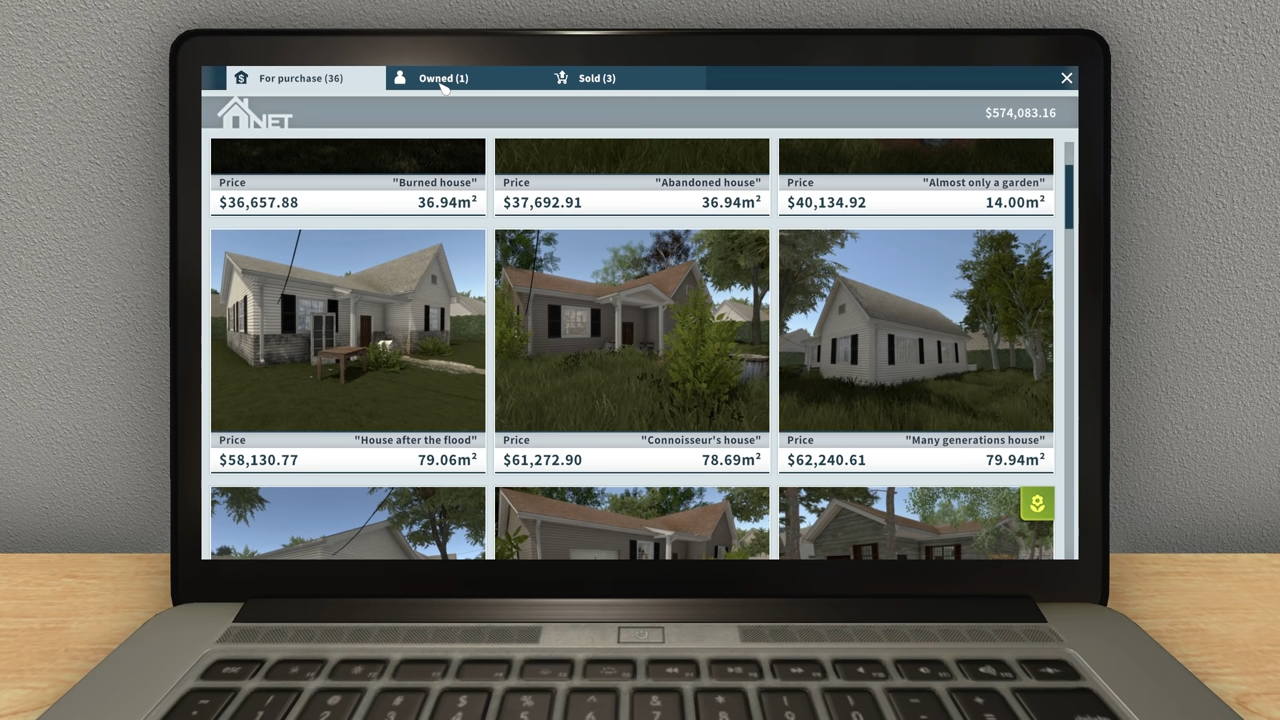 For purchase (36)
Owned (1)
Sold (3)
NET
$574,083.16
Price "Burned house"
$36,657.88 36.94m²
Price "Abandoned house"
$37,692.91 36.94m²
Price "Almost only a garden"
$40,134.92 14.00m²
Price "House after the flood"
$58,130.77 79.06m²
Price "Connoisseur's house"
$61,272.90 78.69m²
Price "Many generations house"
$62,240.61 79.94m²
esc